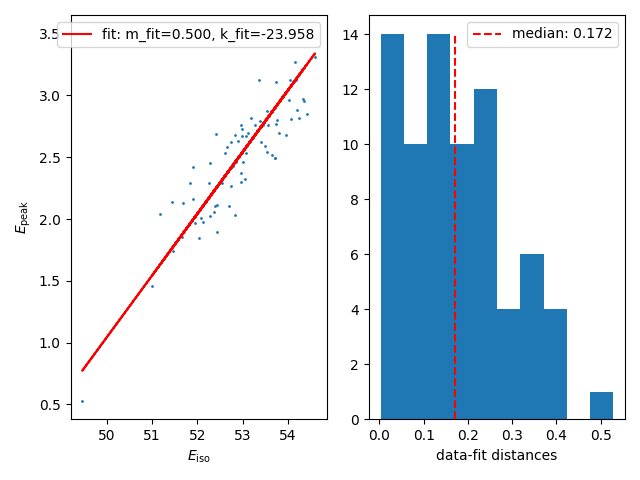 fit: m_fit=0.500, k_fit=-23.958
3.5
3.0
2.5
2.0
1.5
1.0
0.5
E_peak
50 51 52 53 54
E_iso
median: 0.172
14
12
10
8
6
4
2
0
0.0 0.1 0.2 0.3 0.4 0.5
data-fit distances